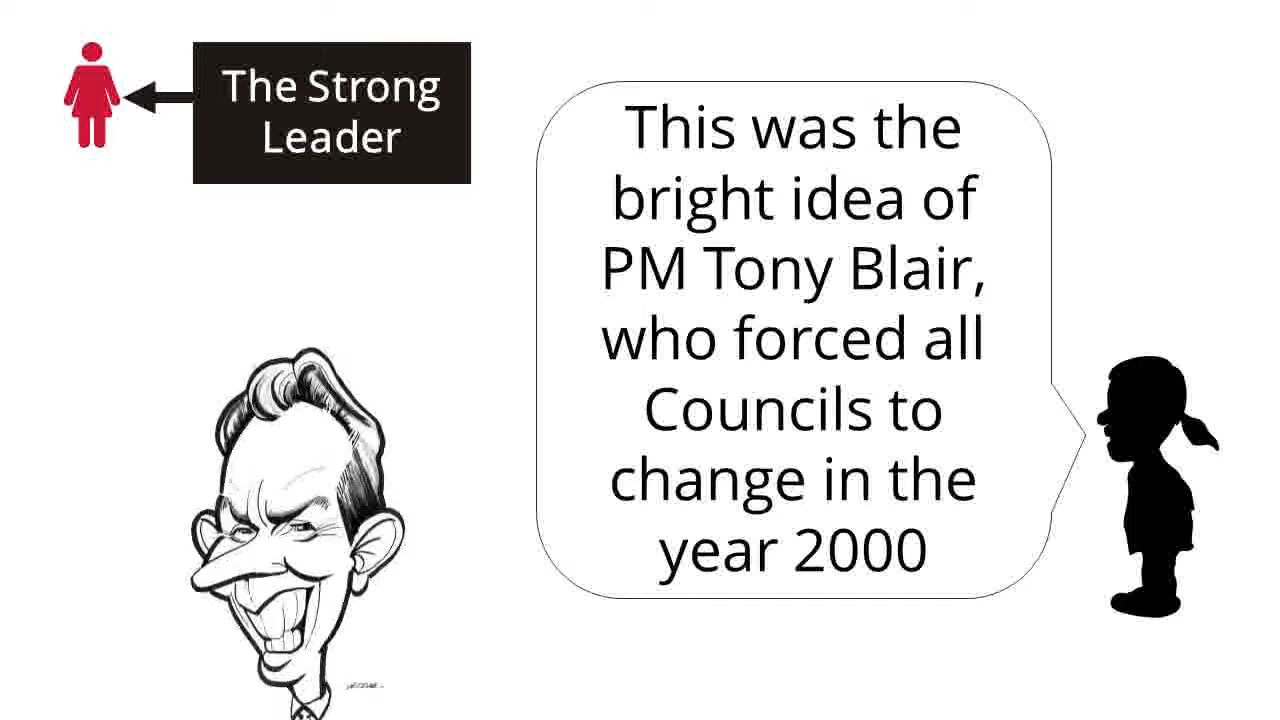 The Strong
Leader
This was the
bright idea of
PM Tony Blair,
who forced all
Councils to
change in the
year 2000